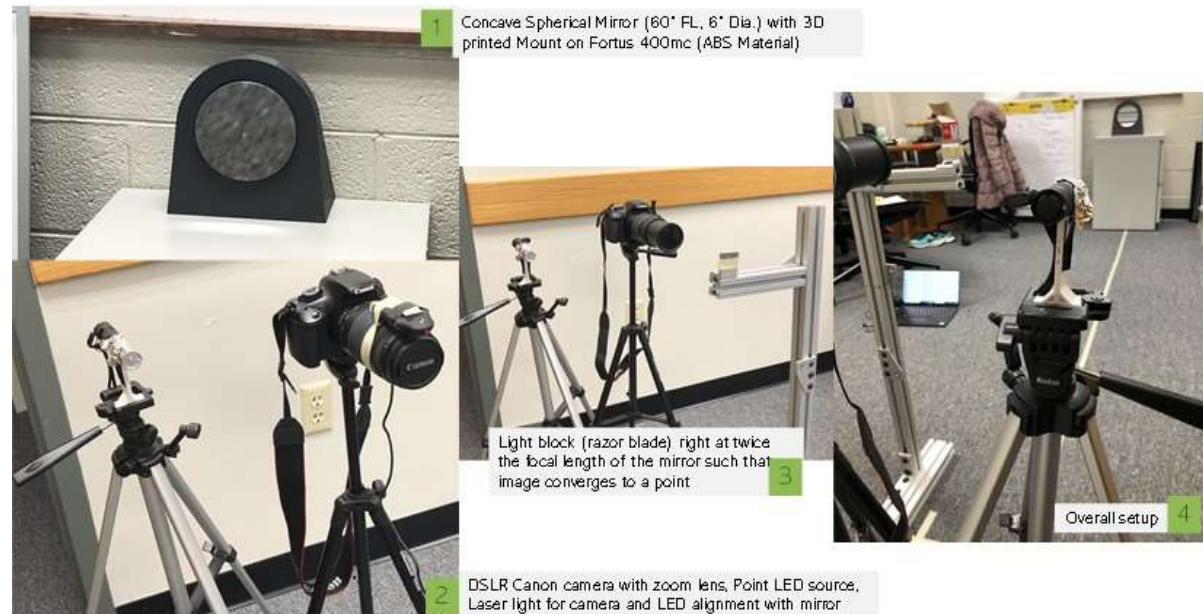 1
Concave Spherical Mirror (60" FL, 6" Dia.) with 3D
printed Mount on Fortus 400mc (ABS Material)
Canon
Canon
Light block (razor blade) right at twice
the focal length of the mirror such that
image converges to a point
3
Overall setup
4
2
DSLR Canon camera with zoom lens, Point LED source,
Laser light for camera and LED alignment with mirror